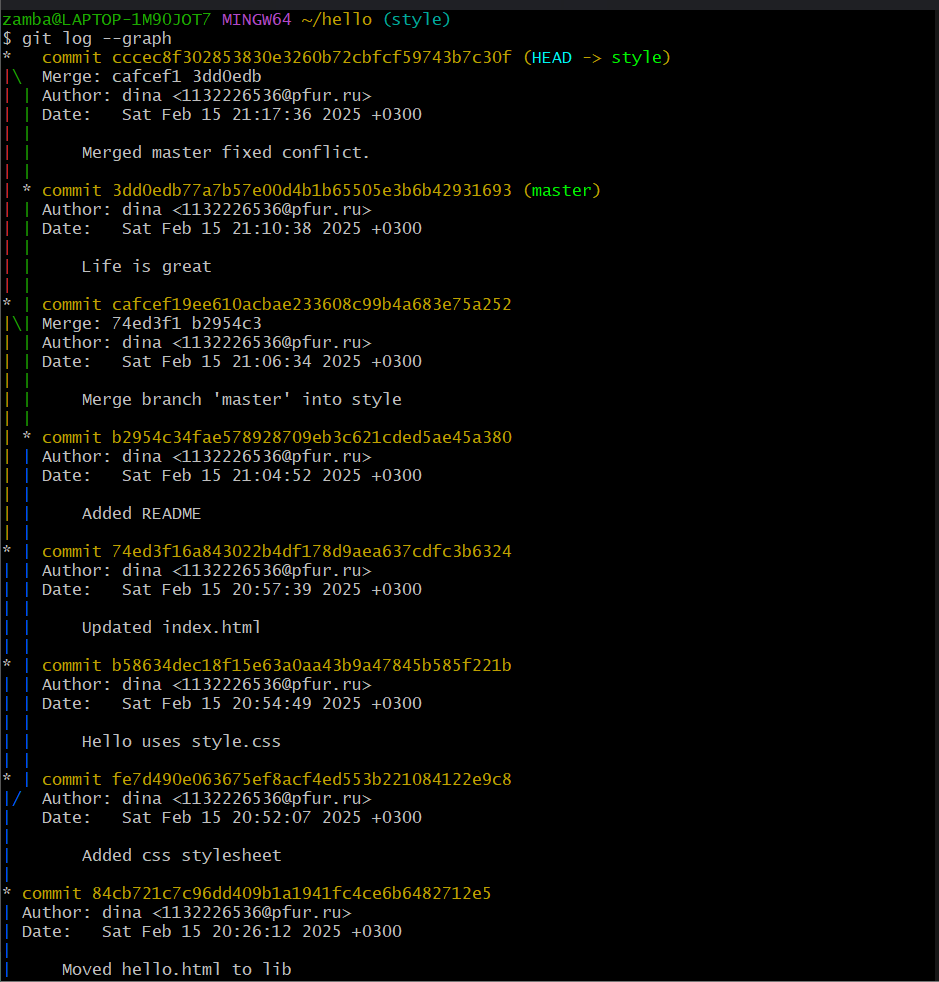 zamba@LAPTOP-1M9OJOT7 MINGW64 ~/hello (style)
$ git log --graph
*   commit cccec8f302853830e3260b72cbfcf59743b7c30f (HEAD -> style)
|\  Merge: cafcef1 3dd0edb
| | Author: dina <1132226536@pfur.ru>
| | Date:   Sat Feb 15 21:17:36 2025 +0300
| |
| |     Merged master fixed conflict.
| |
| * commit 3dd0edb77a7b57e00d4b1b65505e3b6b42931693 (master)
| | Author: dina <1132226536@pfur.ru>
| | Date:   Sat Feb 15 21:10:38 2025 +0300
| |
| |     Life is great
| |
* | commit cafcef19ee610acbae233608c99b4a683e75a252
|\| Merge: 74ed3f1 b2954c3
| | Author: dina <1132226536@pfur.ru>
| | Date:   Sat Feb 15 21:06:34 2025 +0300
| |
| |     Merge branch 'master' into style
| |
| * commit b2954c34fae578928709eb3c621cded5ae45a380
| | Author: dina <1132226536@pfur.ru>
| | Date:   Sat Feb 15 21:04:52 2025 +0300
| |
| |     Added README
| |
* | commit 74ed3f16a843022b4df178d9aea637cdfc3b6324
| | Author: dina <1132226536@pfur.ru>
| | Date:   Sat Feb 15 20:57:39 2025 +0300
| |
| |     Updated index.html
| |
* | commit b58634dec18f15e63a0aa43b9a47845b585f221b
| | Author: dina <1132226536@pfur.ru>
| | Date:   Sat Feb 15 20:54:49 2025 +0300
| |
| |     Hello uses style.css
| |
* | commit fe7d490e063675ef8acf4ed553b221084122e9c8
|/  Author: dina <1132226536@pfur.ru>
|   Date:   Sat Feb 15 20:52:07 2025 +0300
|
|       Added css stylesheet
|
* commit 84cb721c7c96dd409b1a1941fc4ce6b6482712e5
| Author: dina <1132226536@pfur.ru>
| Date:   Sat Feb 15 20:26:12 2025 +0300
|
|     Moved hello.html to lib